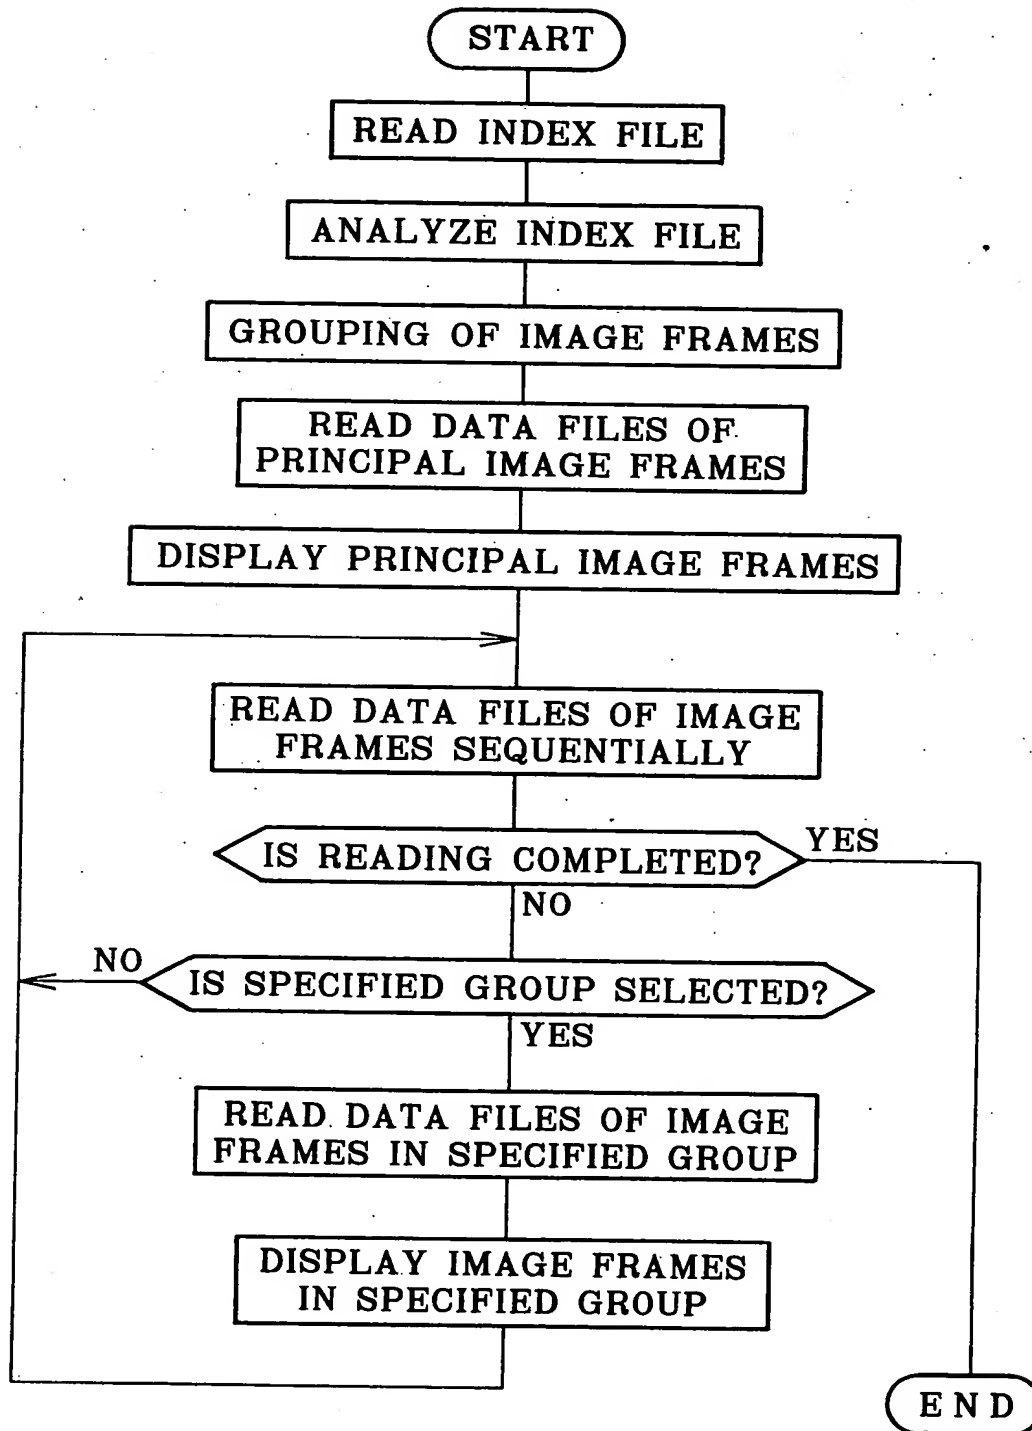 START
READ INDEX FILE
ANALYZE INDEX FILE
GROUPING OF IMAGE FRAMES
READ DATA FILES OF
PRINCIPAL IMAGE FRAMES
DISPLAY PRINCIPAL IMAGE FRAMES
READ DATA FILES OF IMAGE
FRAMES SEQUENTIALLY
IS READING COMPLETED?
YES
NO
NO
IS SPECIFIED GROUP SELECTED?
YES
READ DATA FILES OF IMAGE
FRAMES IN SPECIFIED GROUP
DISPLAY IMAGE FRAMES
IN SPECIFIED GROUP
END